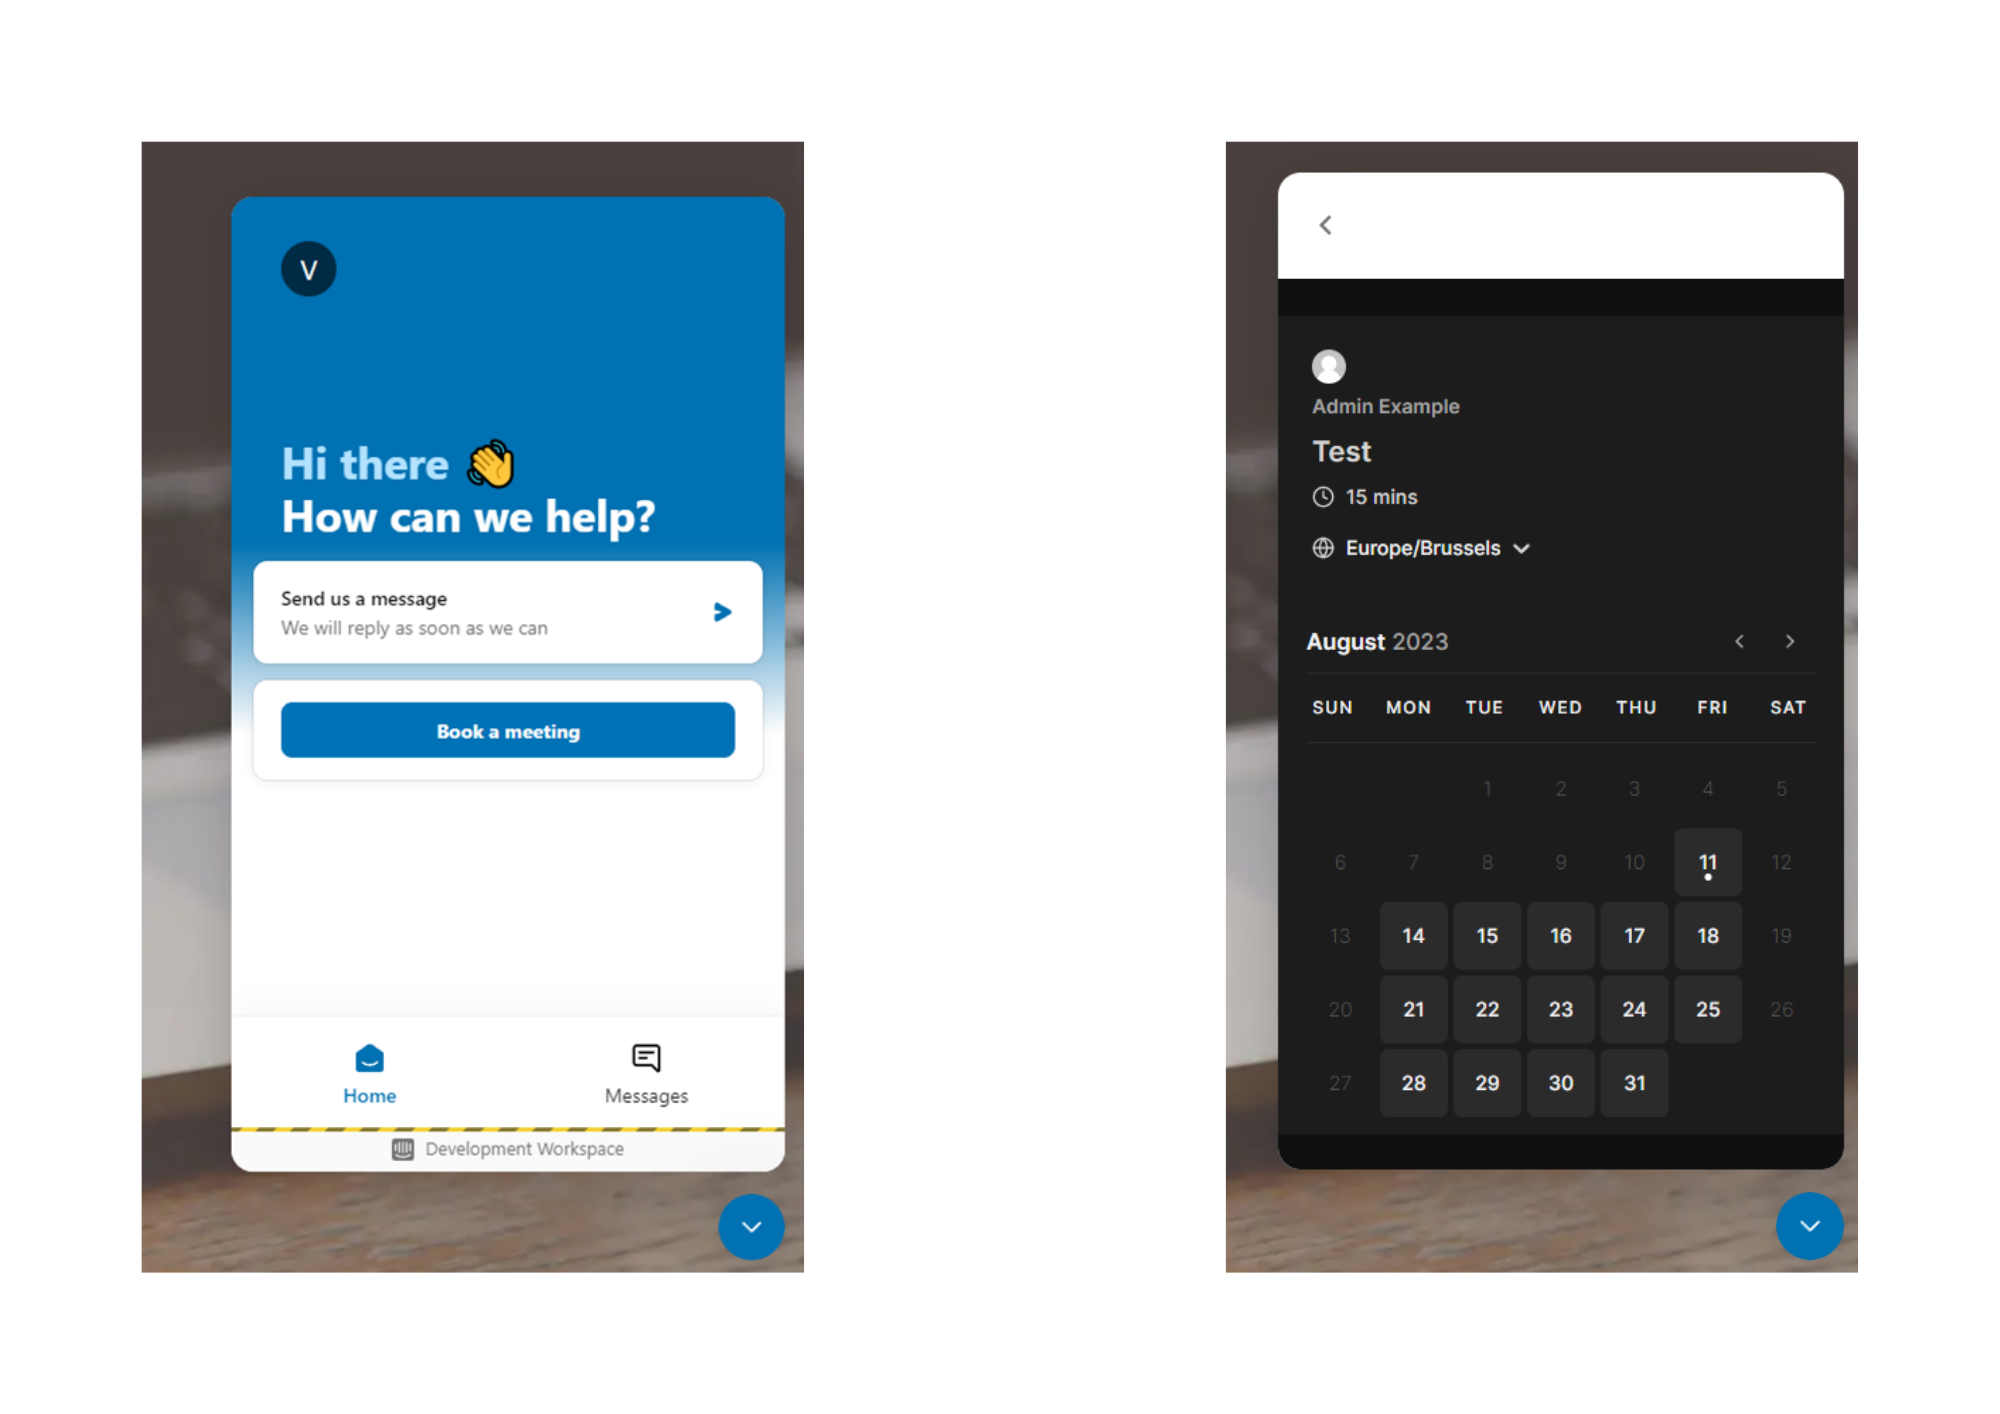 V
Hi there 👋
How can we help?
Send us a message
We will reply as soon as we can
Book a meeting
Home Messages
Development Workspace
Admin Example
Test
15 mins
Europe/Brussels
August 2023
SUN MON TUE WED THU FRI SAT
1 2 3 4 5
6 7 8 9 10 11 12
13 14 15 16 17 18 19
20 21 22 23 24 25 26
27 28 29 30 31